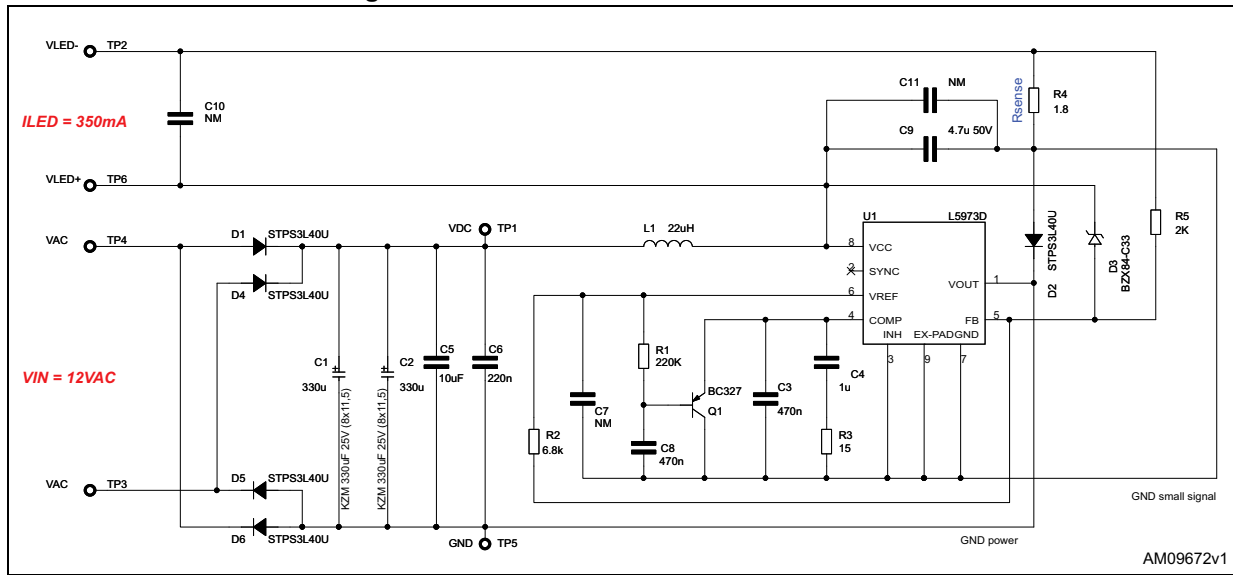 VLED- TP2
C10
NM
ILED = 350mA
VLED+ TP6
C11 NM
C9 4.7u 50V
Rsense
R4
1.8
VAC TP4
D1 STPS3L40U
D4 STPS3L40U
VDC TP1
L1 22uH
U1 L5973D
8 VCC
2 SYNC
6 VREF
4 COMP
VOUT 1
FB 5
INH EX-PAD GND
3 9 7
D2 STPS3L40U
D3
BZX84-C33
R5
2K
VIN = 12VAC
C1
330u
KZM 330uF 25V (8x11,5)
C2
330u
KZM 330uF 25V (8x11,5)
C5
10uF
C6
220n
R2
6.8k
C7
NM
R1
220K
C8
470n
BC327
Q1
C3
470n
C4
1u
R3
15
VAC TP3
D5 STPS3L40U
D6 STPS3L40U
GND TP5
GND small signal
GND power
AM09672v1